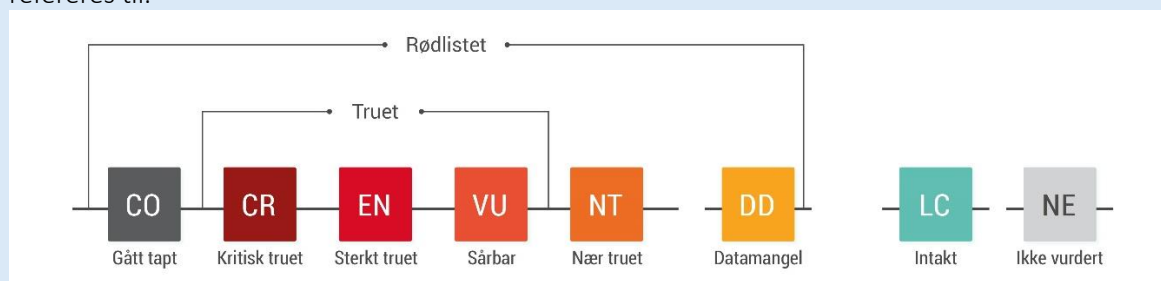 Rødlistet
Truet
CO CR EN VU NT DD LC NE
Gått tapt Kritisk truet Sterkt truet Sårbar Nær truet Datamangel Intakt Ikke vurdert